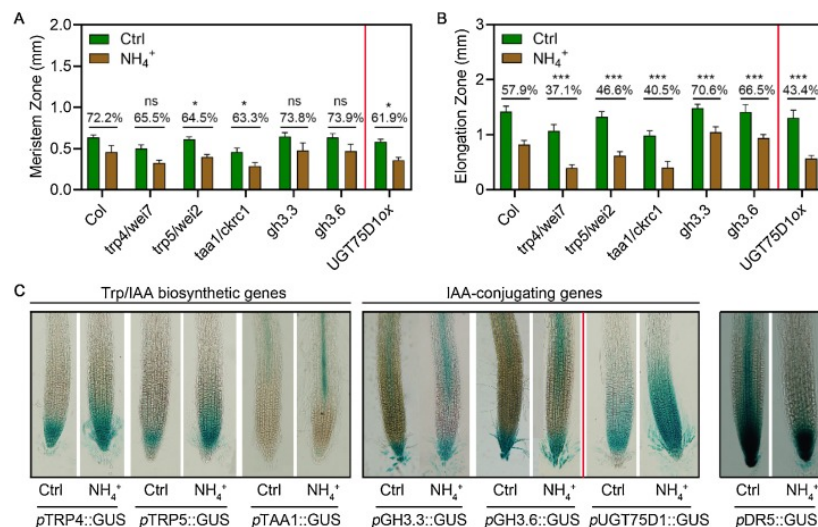 A
Meristem Zone (mm)
2.0
1.5
1.0
0.5
0.0
Ctrl
NH₄⁺
ns * * ns ns *
72.2% 65.5% 64.5% 63.3% 73.8% 73.9% 61.9%
Col trp4/wei7 trp5/wei2 taa1/ckrc1 gh3.3 gh3.6 UGT75D1ox
B
Elongation Zone (mm)
3
2
1
0
Ctrl
NH₄⁺
*** *** *** *** *** ***
57.9% 37.1% 46.6% 40.5% 70.6% 66.5% 43.4%
Col trp4/wei7 trp5/wei2 taa1/ckrc1 gh3.3 gh3.6 UGT75D1ox
C
Trp/IAA biosynthetic genes
IAA-conjugating genes
Ctrl NH₄⁺ Ctrl NH₄⁺ Ctrl NH₄⁺ Ctrl NH₄⁺ Ctrl NH₄⁺ Ctrl NH₄⁺ Ctrl NH₄⁺
pTRP4::GUS pTRP5::GUS pTAA1::GUS pGH3.3::GUS pGH3.6::GUS pUGT75D1::GUS pDR5::GUS